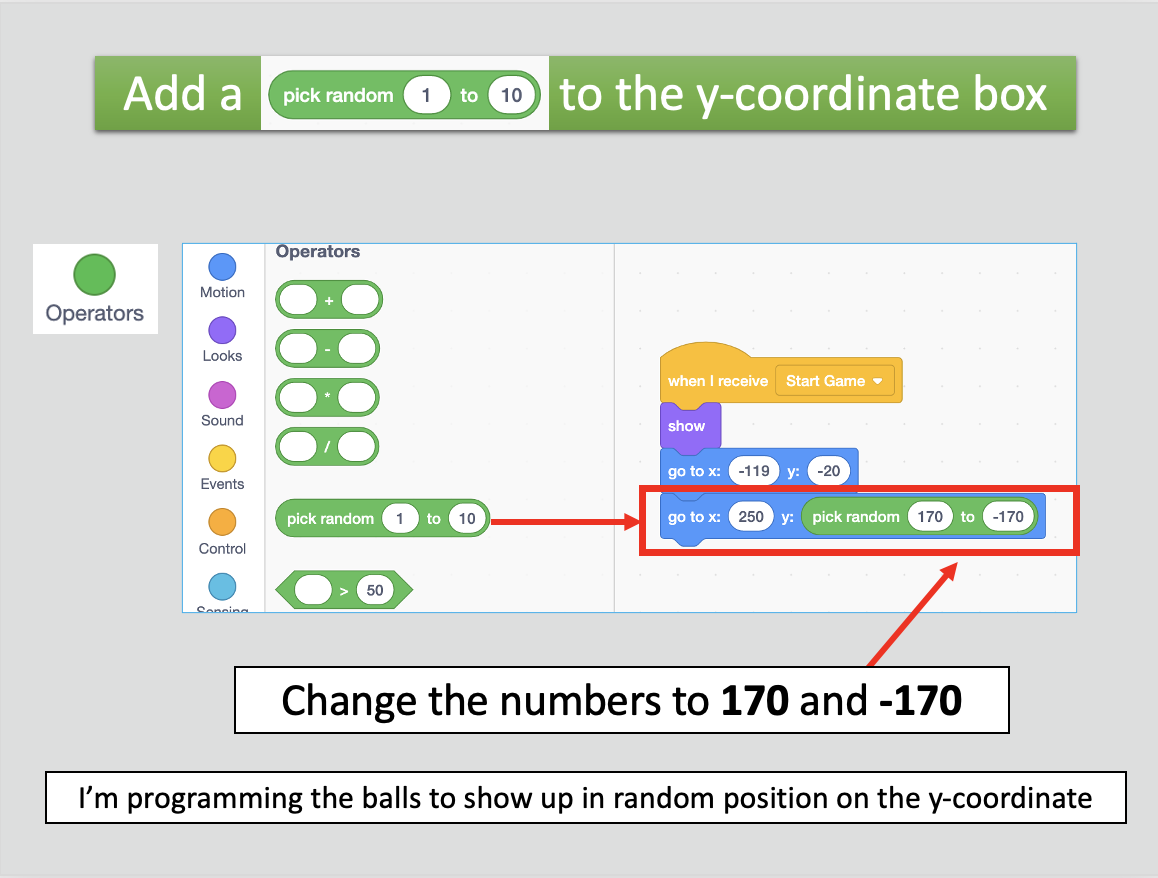 Add a pick random 1 to 10 to the y-coordinate box
Operators
Motion
Looks
Sound
Events
Control
Sensing
Operators
+
-
*
/
pick random 1 to 10
> 50
when I receive Start Game
show
go to x: -119 y: -20
go to x: 250 y: pick random 170 to -170
Change the numbers to 170 and -170
I’m programming the balls to show up in random position on the y-coordinate